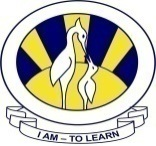 I AM – TO LEARN